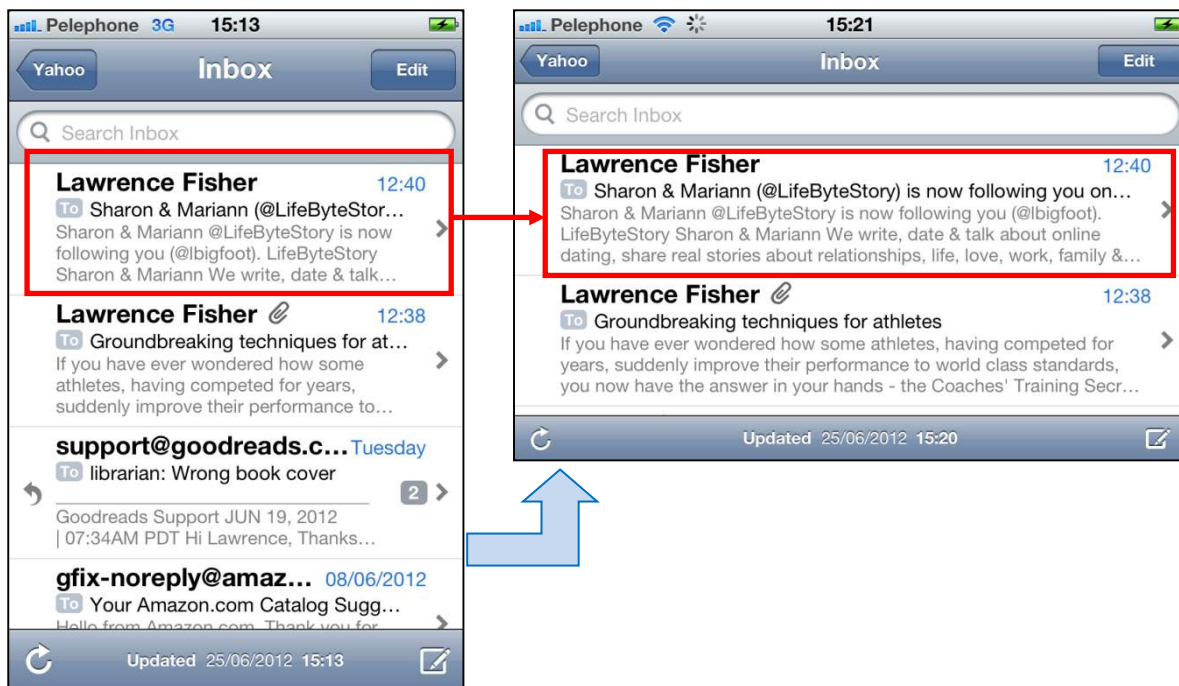 Pelephone 3G 15:13
Yahoo Inbox Edit
Search Inbox
Lawrence Fisher 12:40
To Sharon & Mariann (@LifeByteStor...
Sharon & Mariann @LifeByteStory is now
following you (@lbigfoot). LifeByteStory
Sharon & Mariann We write, date & talk...
Lawrence Fisher 12:38
To Groundbreaking techniques for at...
If you have ever wondered how some
athletes, having competed for years,
suddenly improve their performance to...
support@goodreads.c... Tuesday
To librarian: Wrong book cover
2
Goodreads Support JUN 19, 2012
| 07:34AM PDT Hi Lawrence, Thanks...
gfix-noreply@amaz... 08/06/2012
To Your Amazon.com Catalog Sugg...
Hello from Amazon.com. Thank you for
Updated 25/06/2012 15:13
Pelephone 15:21
Yahoo Inbox Edit
Search Inbox
Lawrence Fisher 12:40
To Sharon & Mariann (@LifeByteStory) is now following you on...
Sharon & Mariann @LifeByteStory is now following you (@lbigfoot).
LifeByteStory Sharon & Mariann We write, date & talk about online
dating, share real stories about relationships, life, love, work, family &...
Lawrence Fisher 12:38
To Groundbreaking techniques for athletes
If you have ever wondered how some athletes, having competed for
years, suddenly improve their performance to world class standards,
you now have the answer in your hands - the Coaches' Training Secr...
Updated 25/06/2012 15:20